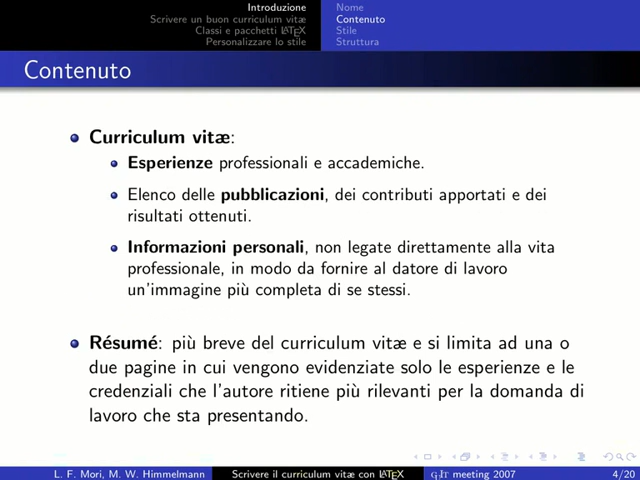 Introduzione
Scrivere un buon curriculum vitæ
Classi e pacchetti LATEX
Personalizzare lo stile
Nome
Contenuto
Stile
Struttura
Contenuto
Curriculum vitæ:
Esperienze professionali e accademiche.
Elenco delle pubblicazioni, dei contributi apportati e dei
risultati ottenuti.
Informazioni personali, non legate direttamente alla vita
professionale, in modo da fornire al datore di lavoro
un'immagine più completa di se stessi.
Résumé: più breve del curriculum vitæ e si limita ad una o
due pagine in cui vengono evidenziate solo le esperienze e le
credenziali che l'autore ritiene più rilevanti per la domanda di
lavoro che sta presentando.
L. F. Mori, M. W. Himmelmann
Scrivere il curriculum vitæ con LATEX
GuIT meeting 2007
4/20